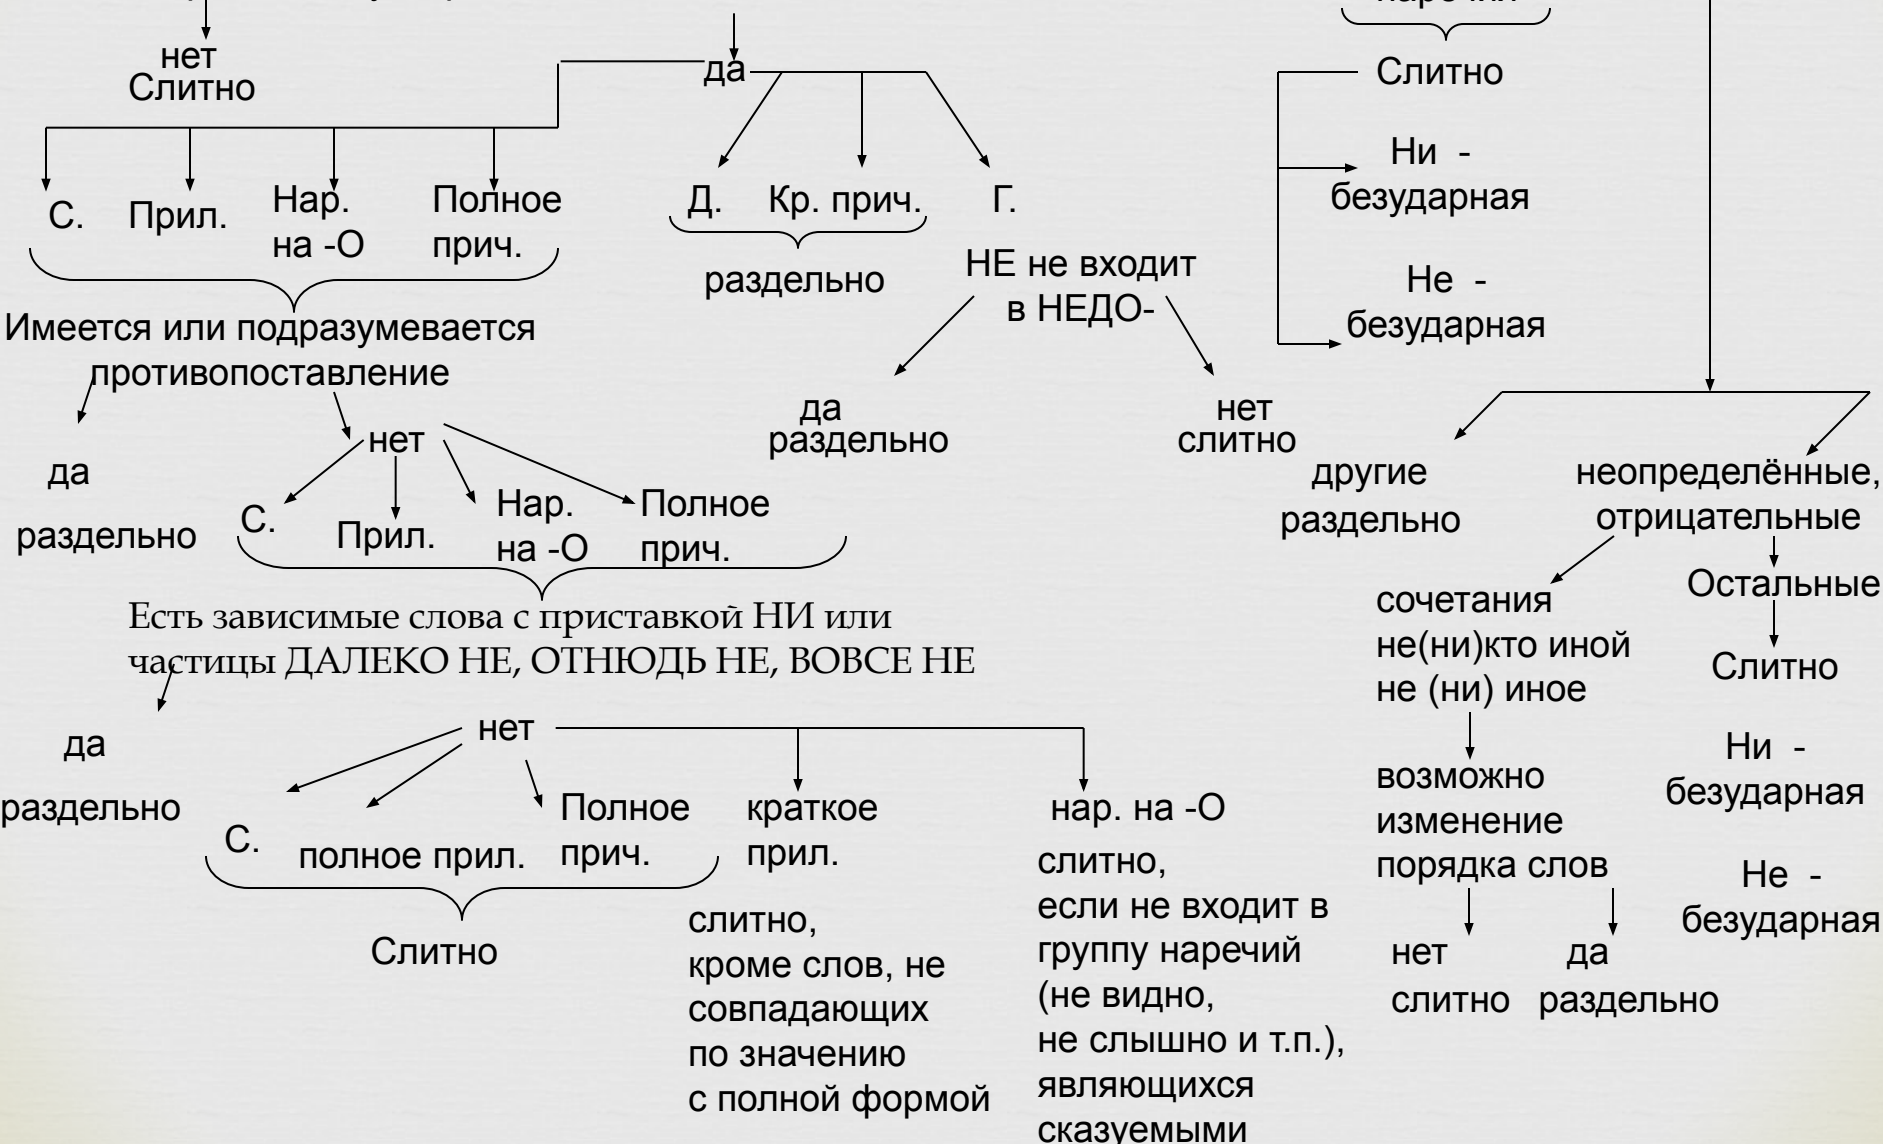 нет
Слитно
да
С.
Прил.
Нар.
на -О
Полное
прич.
Имеется или подразумевается
противопоставление
да
раздельно
нет
С.
Прил.
Нар.
на -О
Полное
прич.
Есть зависимые слова с приставкой НИ или
частицы ДАЛЕКО НЕ, ОТНЮДЬ НЕ, ВОВСЕ НЕ
да
раздельно
нет
С.
полное прил.
Полное
прич.
Слитно
краткое
прил.
слитно,
кроме слов, не
совпадающих
по значению
с полной формой
нар. на -О
слитно,
если не входит в
группу наречий
(не видно,
не слышно и т.п.),
являющихся
сказуемыми
Д.
Кр. прич.
раздельно
Г.
НЕ не входит
в НЕДО-
да
раздельно
нет
слитно
Слитно
Ни -
безударная
Не -
безударная
другие
раздельно
неопределённые,
отрицательные
сочетания
не(ни)кто иной
не (ни) иное
возможно
изменение
порядка слов
нет
слитно
да
раздельно
Остальные
Слитно
Ни -
безударная
Не -
безударная